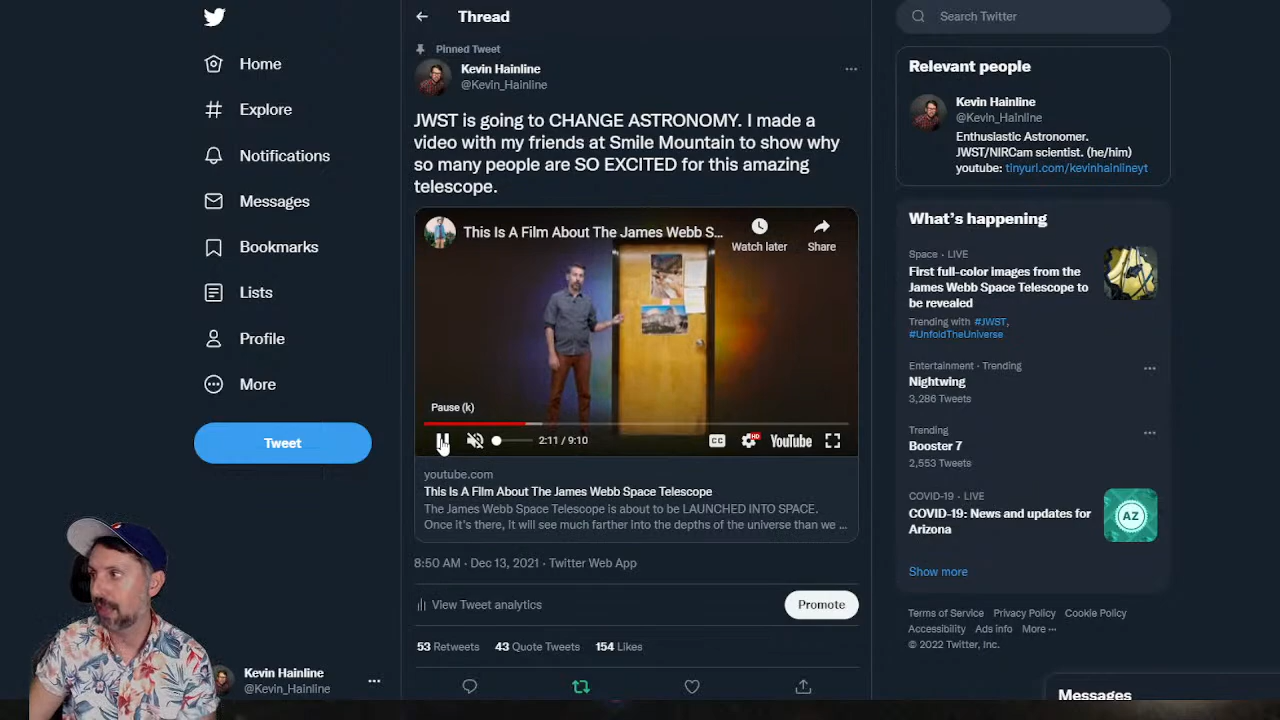 Home
Explore
Notifications
Messages
Bookmarks
Lists
Profile
More
Tweet
Kevin Hainline
@Kevin_Hainline
Thread
Pinned Tweet
Kevin Hainline
@Kevin_Hainline
JWST is going to CHANGE ASTRONOMY. I made a
video with my friends at Smile Mountain to show why
so many people are SO EXCITED for this amazing
telescope.
This Is A Film About The James Webb S...
Watch later
Share
Pause (k)
2:11 / 9:10
CC
HD
YouTube
youtube.com
This Is A Film About The James Webb Space Telescope
The James Webb Space Telescope is about to be LAUNCHED INTO SPACE.
Once it's there, It will see much farther into the depths of the universe than we ...
8:50 AM · Dec 13, 2021 · Twitter Web App
View Tweet analytics
Promote
53 Retweets 43 Quote Tweets 154 Likes
Search Twitter
Relevant people
Kevin Hainline
@Kevin_Hainline
Enthusiastic Astronomer.
JWST/NIRCam scientist. (he/him)
youtube: tinyurl.com/kevinhainlineyt
What's happening
Space · LIVE
First full-color images from the
James Webb Space Telescope to
be revealed
Trending with #JWST,
#UnfoldTheUniverse
Entertainment · Trending
Nightwing
3,286 Tweets
Trending
Booster 7
2,553 Tweets
COVID-19 · LIVE
COVID-19: News and updates for
Arizona
AZ
Show more
Terms of Service Privacy Policy Cookie Policy
Accessibility Ads info More ···
© 2022 Twitter, Inc.
Messages